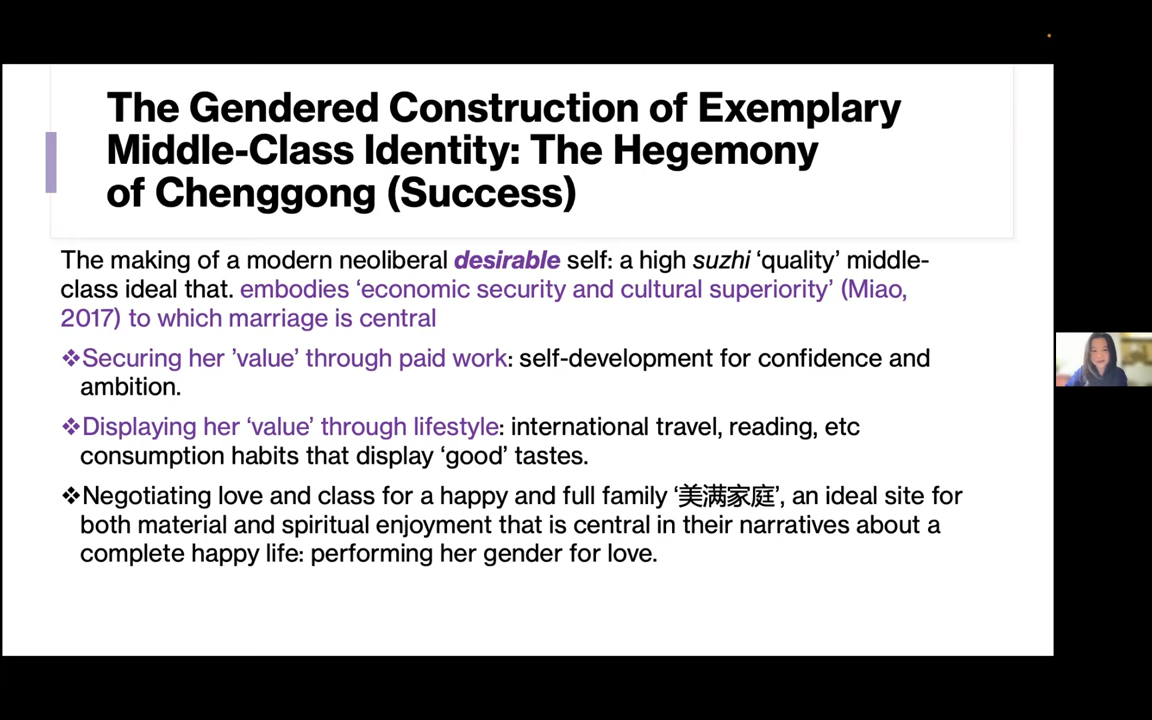 The Gendered Construction of Exemplary
Middle-Class Identity: The Hegemony
of Chenggong (Success)
The making of a modern neoliberal desirable self: a high suzhi ‘quality’ middle-
class ideal that. embodies ‘economic security and cultural superiority’ (Miao,
2017) to which marriage is central
❖Securing her ’value’ through paid work: self-development for confidence and
ambition.
❖Displaying her ‘value’ through lifestyle: international travel, reading, etc
consumption habits that display ‘good’ tastes.
❖Negotiating love and class for a happy and full family ‘美满家庭’, an ideal site for
both material and spiritual enjoyment that is central in their narratives about a
complete happy life: performing her gender for love.